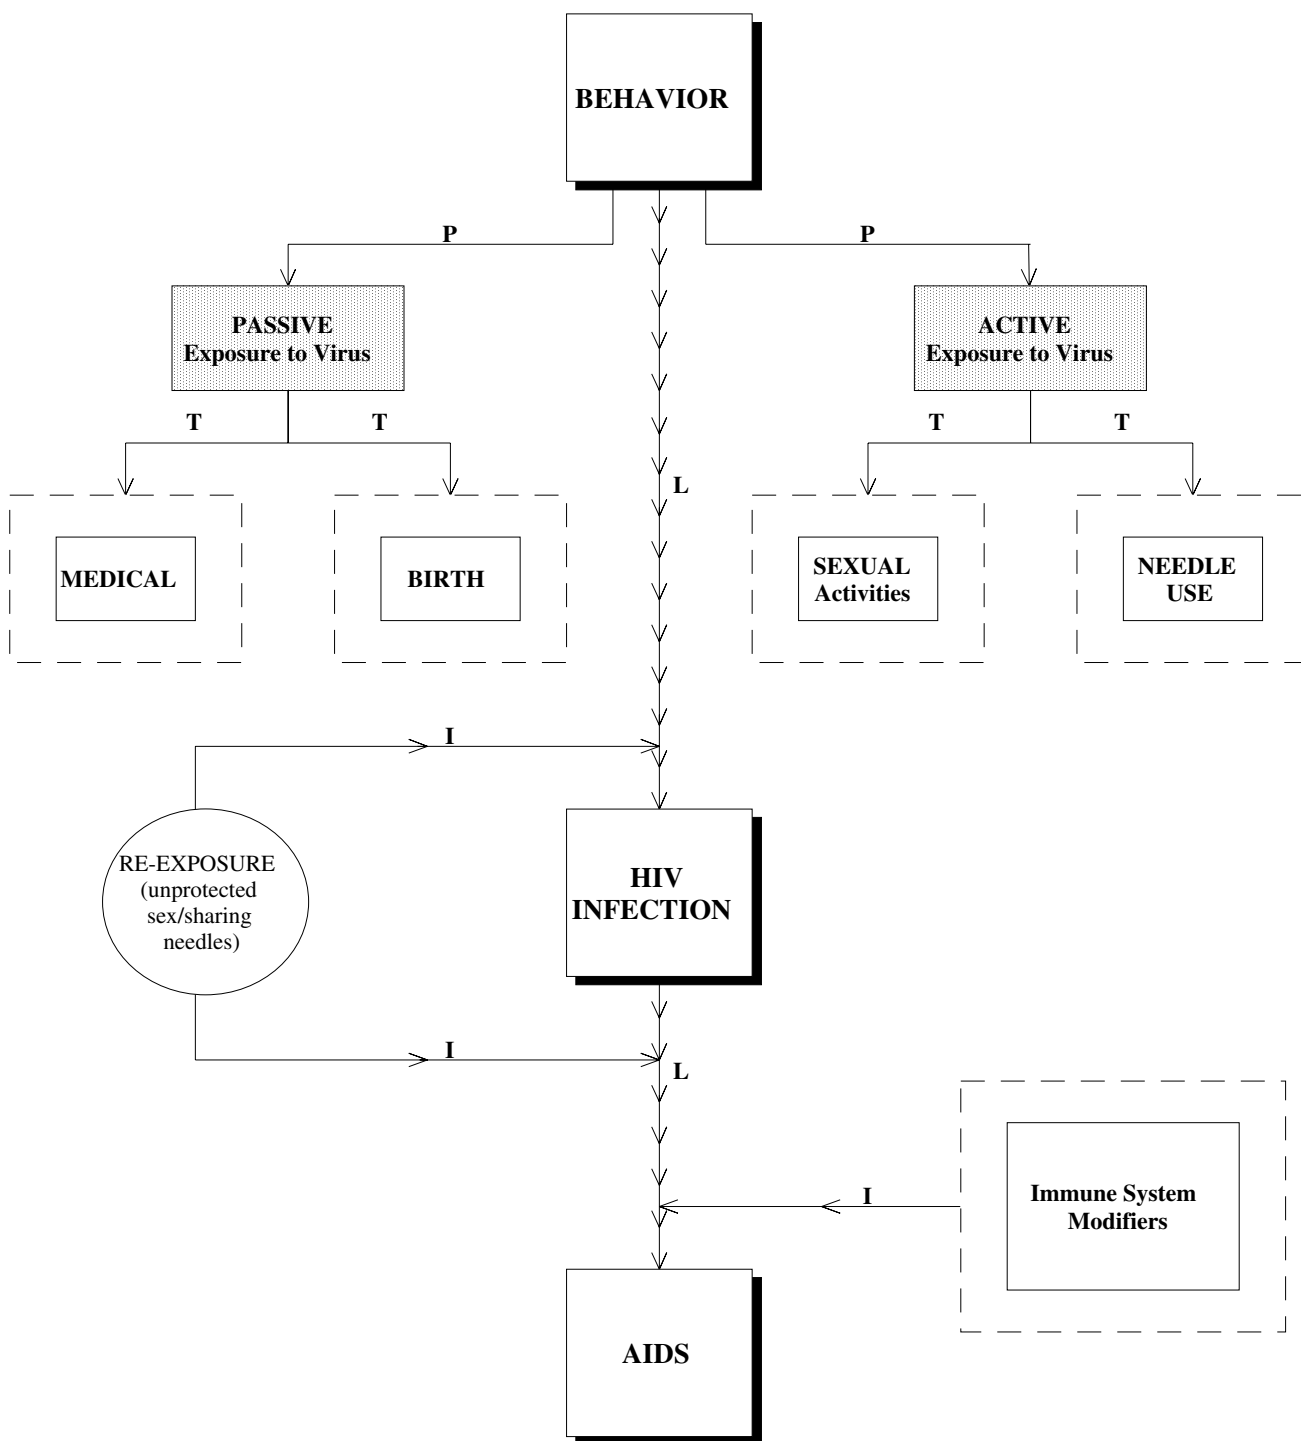 BEHAVIOR
P
P
PASSIVE
Exposure to Virus
ACTIVE
Exposure to Virus
T
T
T
T
L
MEDICAL
BIRTH
SEXUAL
Activities
NEEDLE
USE
I
RE-EXPOSURE
(unprotected
sex/sharing
needles)
HIV
INFECTION
I
L
I
Immune System
Modifiers
AIDS